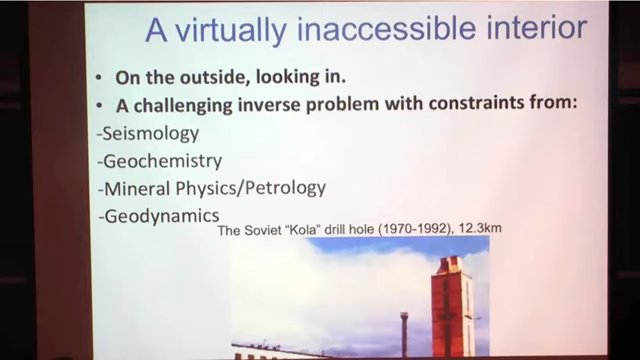 A virtually inaccessible interior
• On the outside, looking in.
• A challenging inverse problem with constraints from:
-Seismology
-Geochemistry
-Mineral Physics/Petrology
-Geodynamics
The Soviet “Kola” drill hole (1970-1992), 12.3km